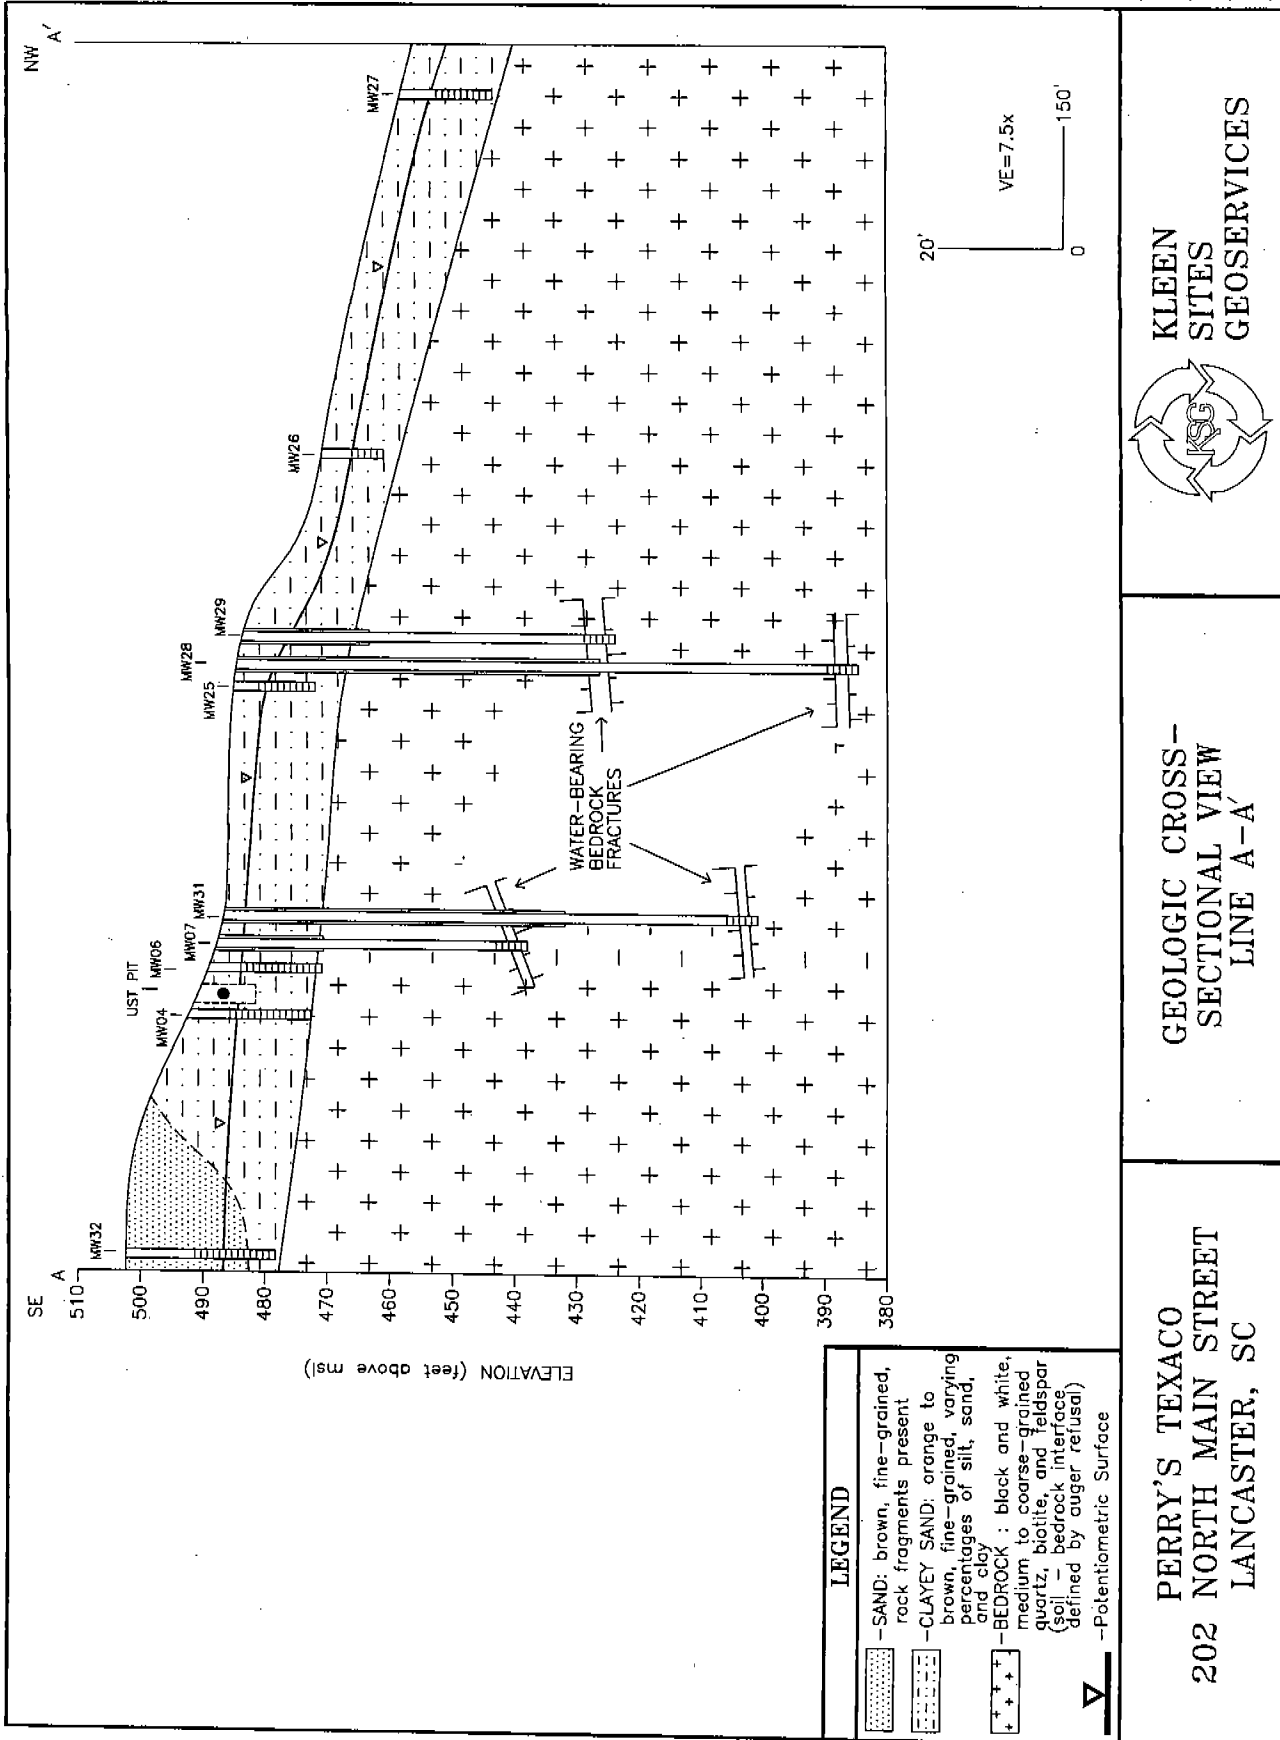 SE
NW
A
A'
MW32
MW04
UST PIT
MW06
MW07
MW31
MW25
MW28
MW29
MW26
MW27
510
500
490
480
470
460
450
440
430
420
410
400
390
380
ELEVATION (feet above msl)
WATER-BEARING
BEDROCK
FRACTURES
VE=7.5x
20'
0
150'
LEGEND
-SAND: brown, fine-grained,
rock fragments present
-CLAYEY SAND: orange to
brown, fine-grained, varying
percentages of silt, sand,
and clay
-BEDROCK : black and white,
medium to coarse-grained
quartz, biotite, and feldspar
(soil - bedrock interface
defined by auger refusal)
-Potentiometric Surface
PERRY'S TEXACO
202 NORTH MAIN STREET
LANCASTER, SC
GEOLOGIC CROSS-
SECTIONAL VIEW
LINE A-A'
KSG
KLEEN
SITES
GEOSERVICES